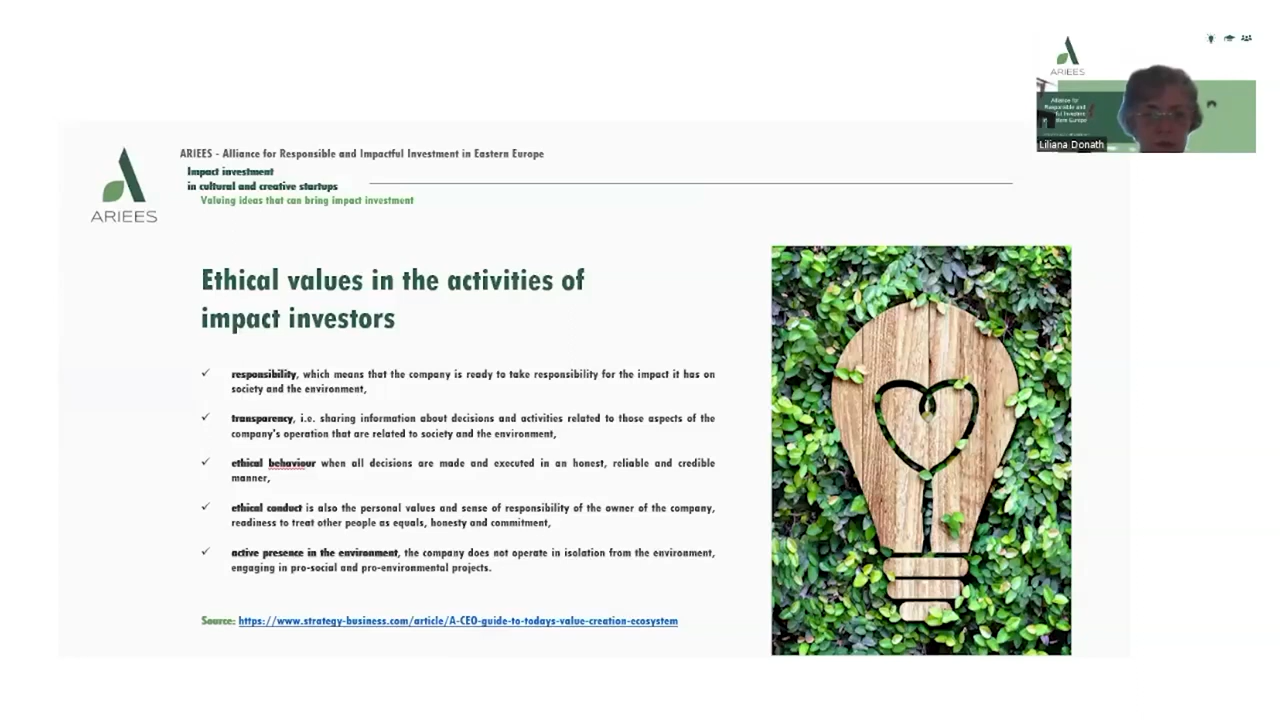 ARIEES - Alliance for Responsible and Impactful Investment in Eastern Europe
Impact investment
in cultural and creative startups
Valuing ideas that can bring impact investment
ARIEES
Ethical values in the activities of
impact investors
✓ responsibility, which means that the company is ready to take responsibility for the impact it has on
society and the environment,
✓ transparency, i.e. sharing information about decisions and activities related to those aspects of the
company's operation that are related to society and the environment,
✓ ethical behaviour when all decisions are made and executed in an honest, reliable and credible
manner,
✓ ethical conduct is also the personal values and sense of responsibility of the owner of the company,
readiness to treat other people as equals, honesty and commitment,
✓ active presence in the environment, the company does not operate in isolation from the environment,
engaging in pro-social and pro-environmental projects.
Source: https://www.strategy-business.com/article/A-CEO-guide-to-todays-value-creation-ecosystem
ARIEES
Alliance for
Responsible and
Investors
Europe
Liliana Donath